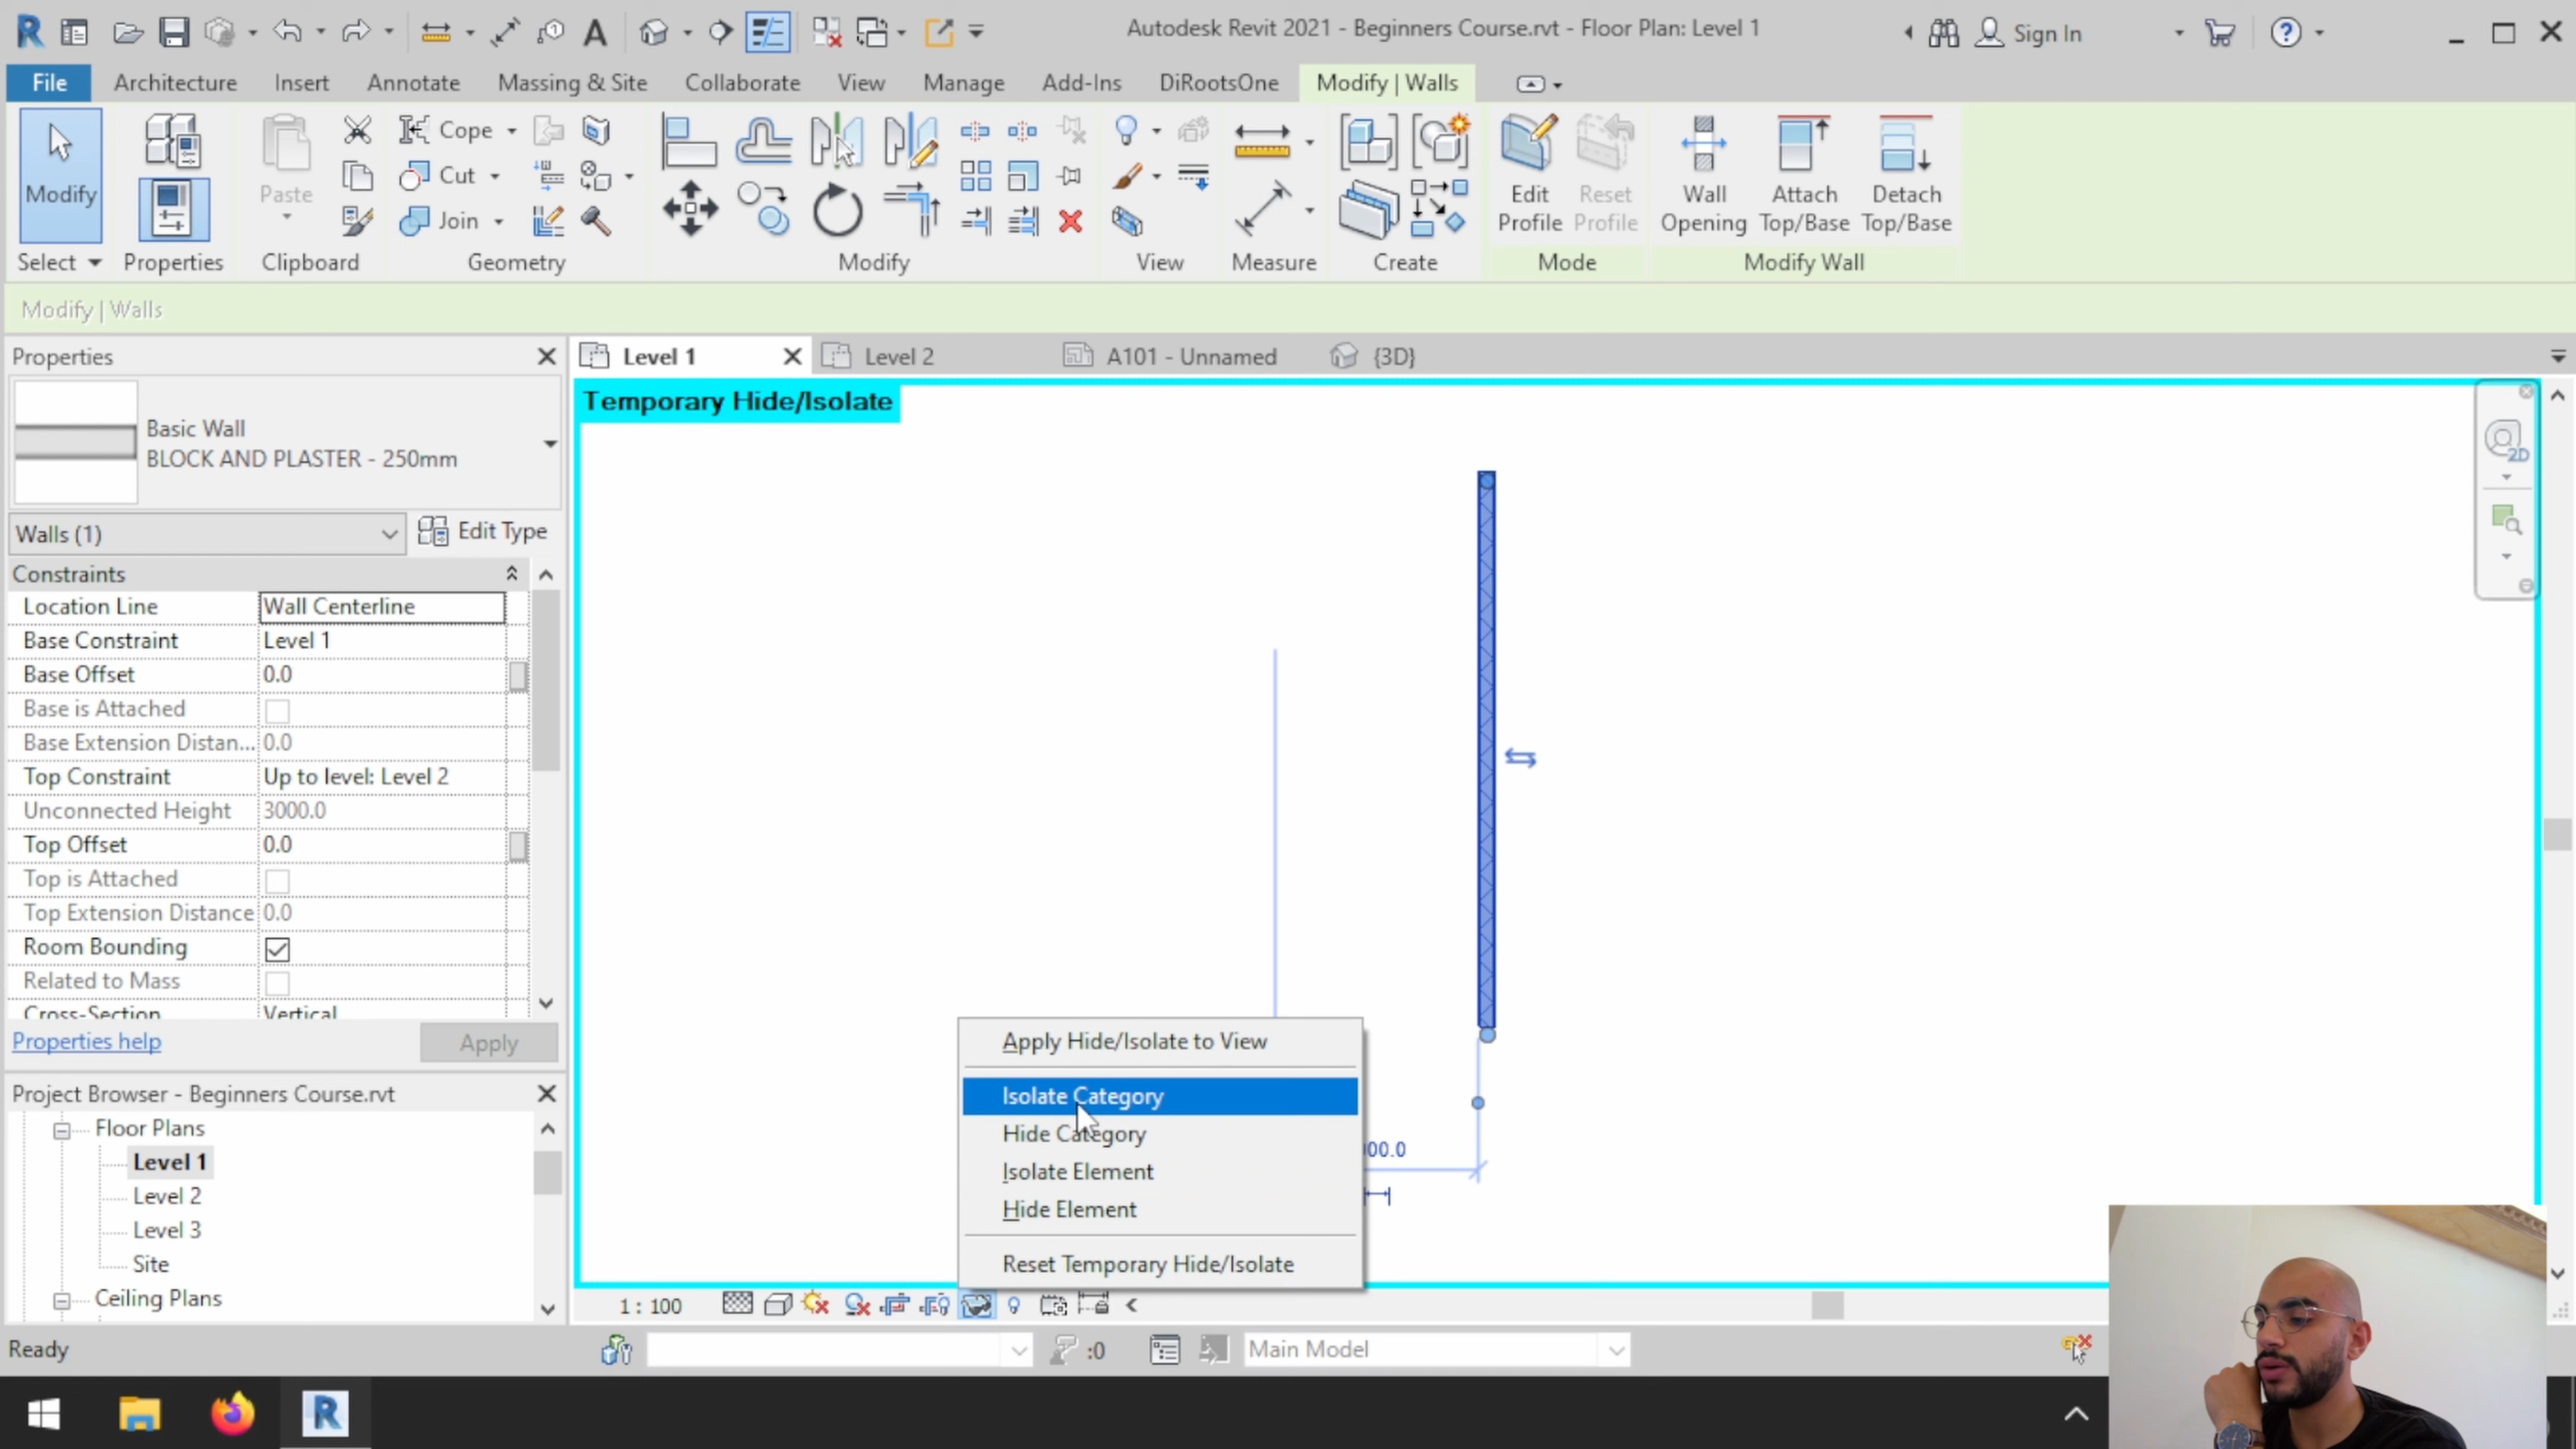 Autodesk Revit 2021 - Beginners Course.rvt - Floor Plan: Level 1
Sign In
File
Architecture
Insert
Annotate
Massing & Site
Collaborate
View
Manage
Add-Ins
DiRootsOne
Modify | Walls
Modify
Paste
Cope
Cut
Join
Edit Profile
Reset Profile
Wall Opening
Attach Top/Base
Detach Top/Base
Select
Properties
Clipboard
Geometry
Modify
View
Measure
Create
Mode
Modify Wall
Modify | Walls
Properties
Level 1
Level 2
A101 - Unnamed
{3D}
Temporary Hide/Isolate
Basic Wall
BLOCK AND PLASTER - 250mm
2D
Walls (1)
Edit Type
Constraints
Location Line Wall Centerline
Base Constraint Level 1
Base Offset 0.0
Base is Attached
Base Extension Distan... 0.0
Top Constraint Up to level: Level 2
Unconnected Height 3000.0
Top Offset 0.0
Top is Attached
Top Extension Distance 0.0
Room Bounding
Related to Mass
Cross-Section Vertical
Properties help
Apply
Project Browser - Beginners Course.rvt
Floor Plans
Level 1
Level 2
Level 3
Site
Ceiling Plans
Apply Hide/Isolate to View
Isolate Category
Hide Category
Isolate Element
Hide Element
Reset Temporary Hide/Isolate
00.0
1 : 100
Ready
:0
Main Model